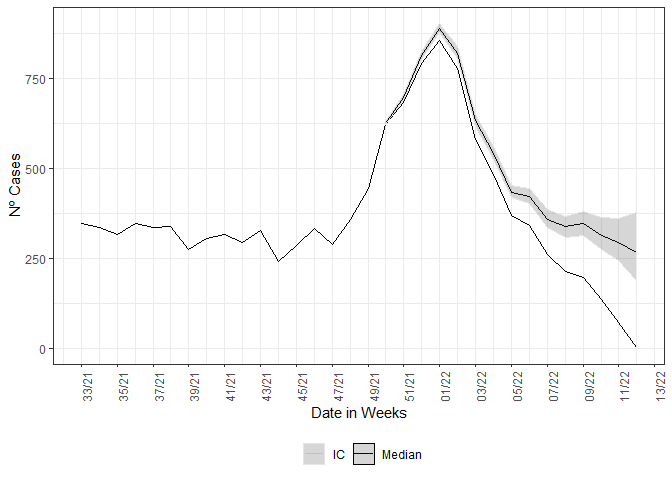 Nº Cases
750
500
250
0
33/21 35/21 37/21 39/21 41/21 43/21 45/21 47/21 49/21 51/21 01/22 03/22 05/22 07/22 09/22 11/22 13/22
Date in Weeks
IC Median